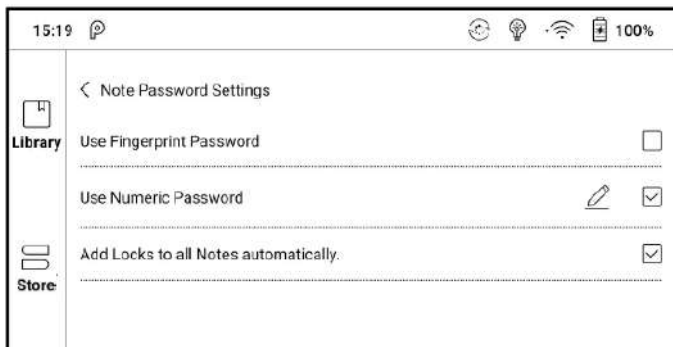 15:19 100%
Note Password Settings
Library
Use Fingerprint Password
Use Numeric Password
Add Locks to all Notes automatically.
Store